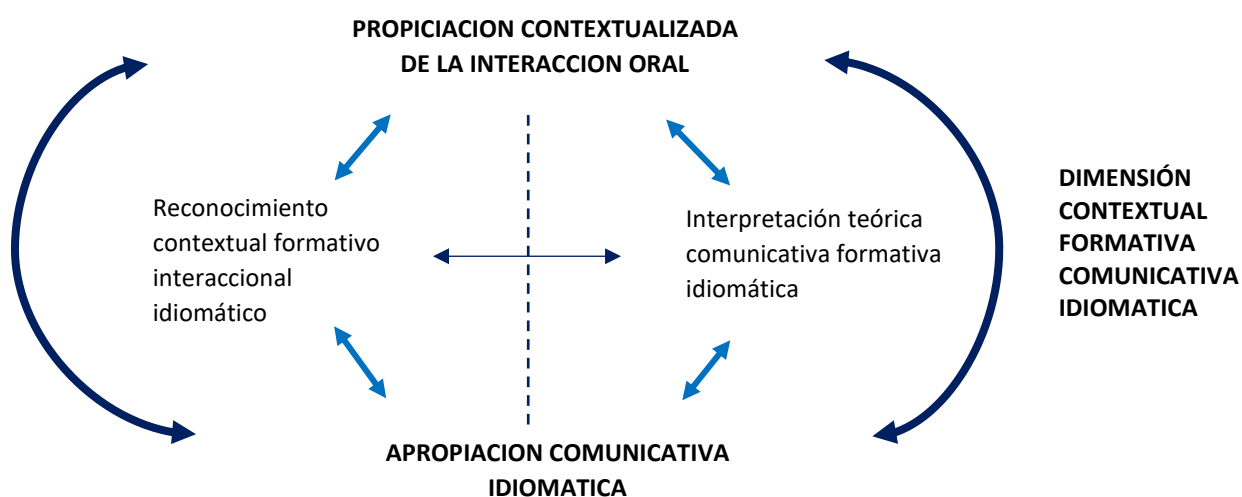 PROPICIACION CONTEXTUALIZADA
DE LA INTERACCION ORAL
Reconocimiento
contextual formativo
interaccional
idiomático
Interpretación teórica
comunicativa formativa
idiomática
DIMENSIÓN
CONTEXTUAL
FORMATIVA
COMUNICATIVA
IDIOMATICA
APROPIACION COMUNICATIVA
IDIOMATICA